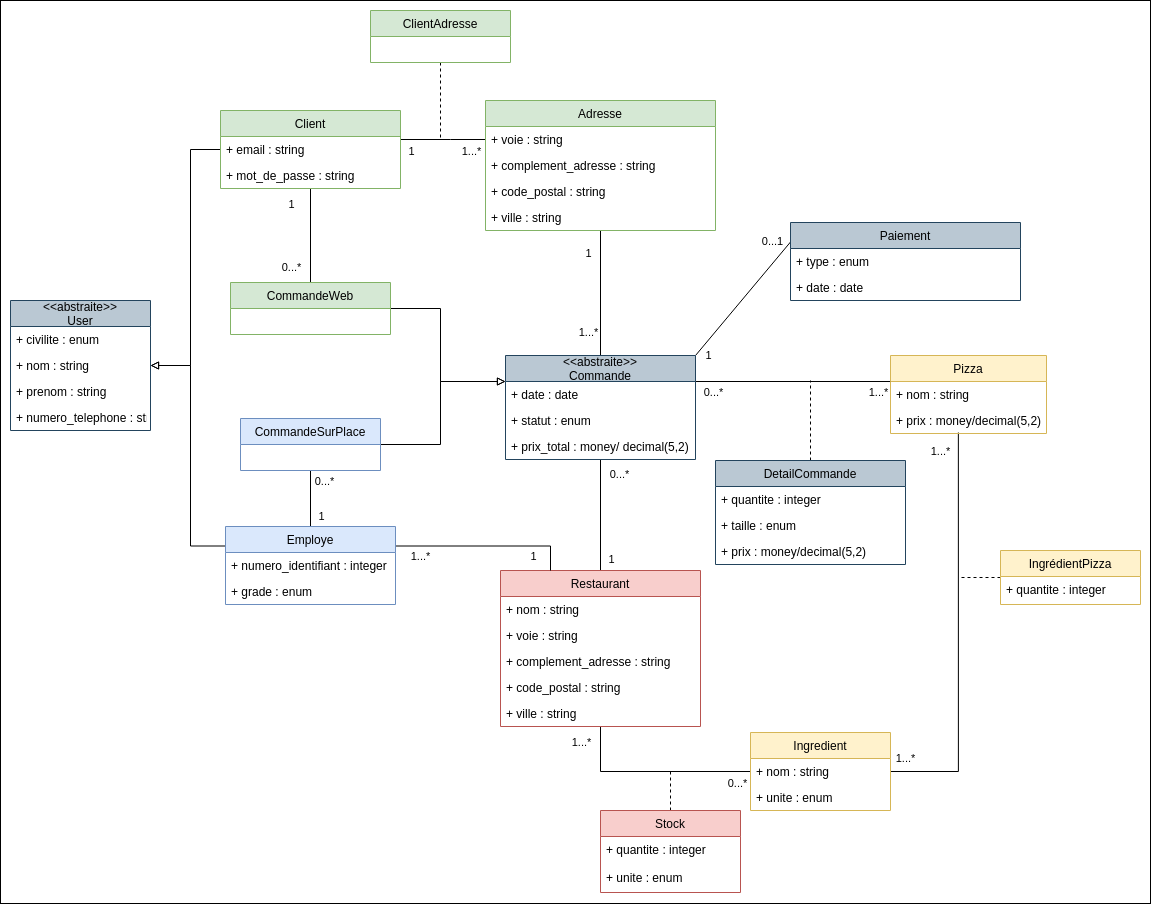 ClientAdresse
Client
+ email : string
+ mot_de_passe : string
1
1...*
Adresse
+ voie : string
+ complement_adresse : string
+ code_postal : string
+ ville : string
1
0...*
CommandeWeb
1
1...*
0...1
Paiement
+ type : enum
+ date : date
<<abstraite>>
User
+ civilite : enum
+ nom : string
+ prenom : string
+ numero_telephone : st
<<abstraite>>
Commande
+ date : date
+ statut : enum
+ prix_total : money/ decimal(5,2)
1
0...*
1...*
Pizza
+ nom : string
+ prix : money/decimal(5,2)
1...*
CommandeSurPlace
0...*
1
Employe
+ numero_identifiant : integer
+ grade : enum
1...*
1
0...*
1
DetailCommande
+ quantite : integer
+ taille : enum
+ prix : money/decimal(5,2)
IngrédientPizza
+ quantite : integer
Restaurant
+ nom : string
+ voie : string
+ complement_adresse : string
+ code_postal : string
+ ville : string
1...*
0...*
Ingredient
+ nom : string
+ unite : enum
1...*
Stock
+ quantite : integer
+ unite : enum